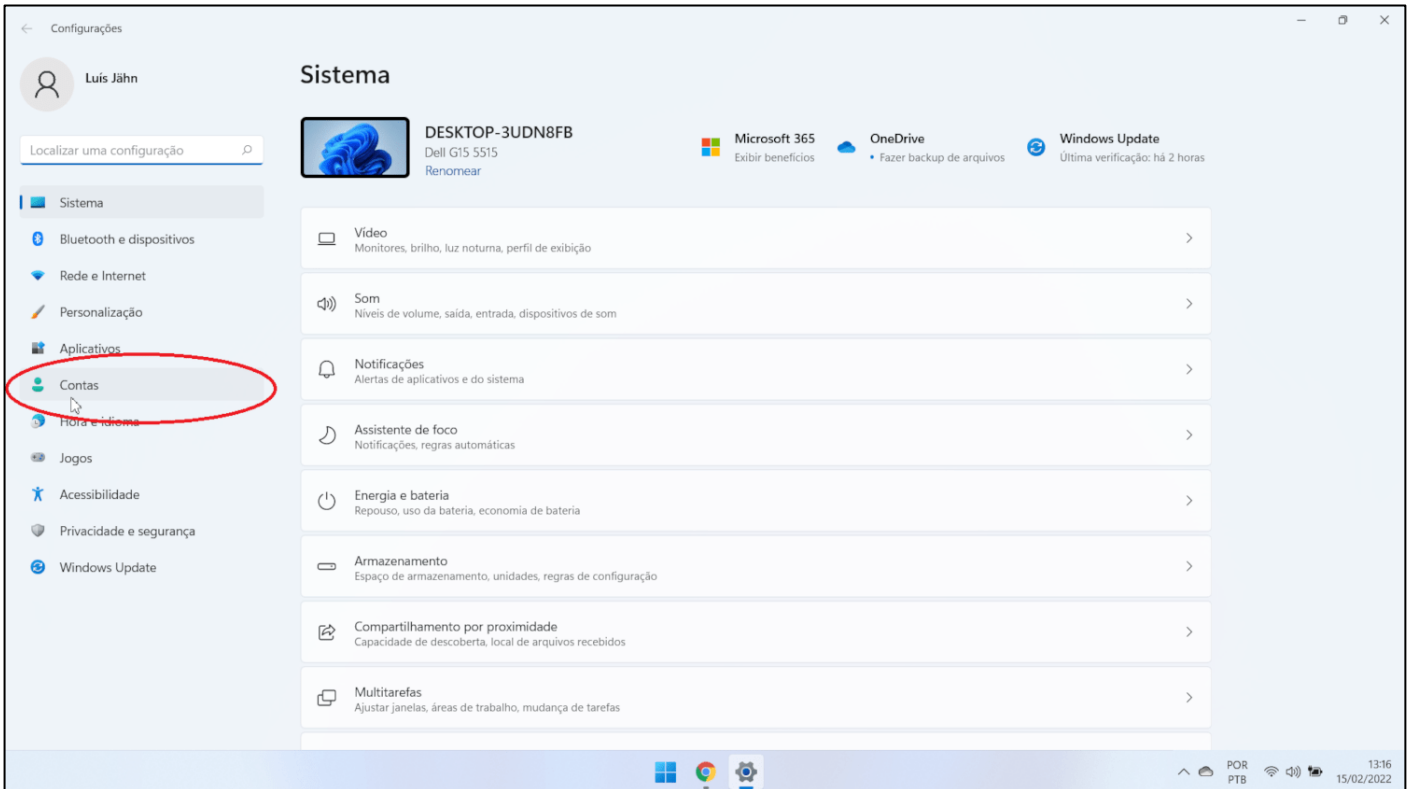 Configurações
Luís Jähn
Localizar uma configuração
Sistema
Bluetooth e dispositivos
Rede e Internet
Personalização
Aplicativos
Contas
Hora e idioma
Jogos
Acessibilidade
Privacidade e segurança
Windows Update
Sistema
DESKTOP-3UDN8FB
Dell G15 5515
Renomear
Microsoft 365
Exibir benefícios
OneDrive
• Fazer backup de arquivos
Windows Update
Última verificação: há 2 horas
Vídeo
Monitores, brilho, luz noturna, perfil de exibição
Som
Níveis de volume, saída, entrada, dispositivos de som
Notificações
Alertas de aplicativos e do sistema
Assistente de foco
Notificações, regras automáticas
Energia e bateria
Repouso, uso da bateria, economia de bateria
Armazenamento
Espaço de armazenamento, unidades, regras de configuração
Compartilhamento por proximidade
Capacidade de descoberta, local de arquivos recebidos
Multitarefas
Ajustar janelas, áreas de trabalho, mudança de tarefas
POR
PTB
13:16
15/02/2022